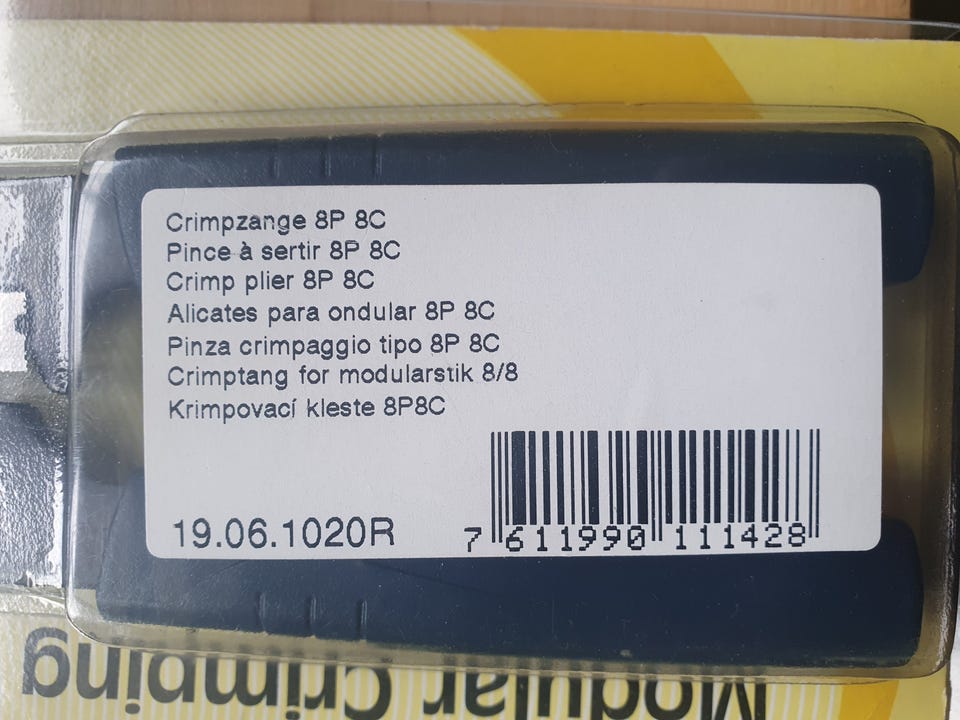 Crimpzange 8P 8C
Pince à sertir 8P 8C
Crimp plier 8P 8C
Alicates para ondular 8P 8C
Pinza crimpaggio tipo 8P 8C
Crimptang for modularstik 8/8
Krimpovací kleste 8P8C
19.06.1020R
7 611990 111428
Modular Crimping